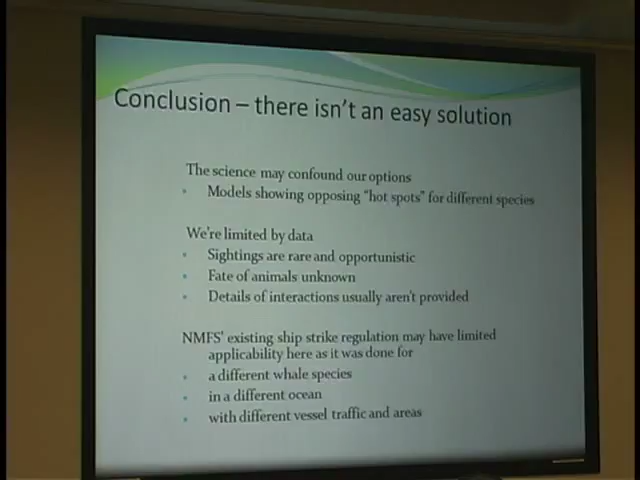 Conclusion – there isn't an easy solution
The science may confound our options
Models showing opposing "hot spots" for different species
We're limited by data
Sightings are rare and opportunistic
Fate of animals unknown
Details of interactions usually aren't provided
NMFS' existing ship strike regulation may have limited
applicability here as it was done for
a different whale species
in a different ocean
with different vessel traffic and areas